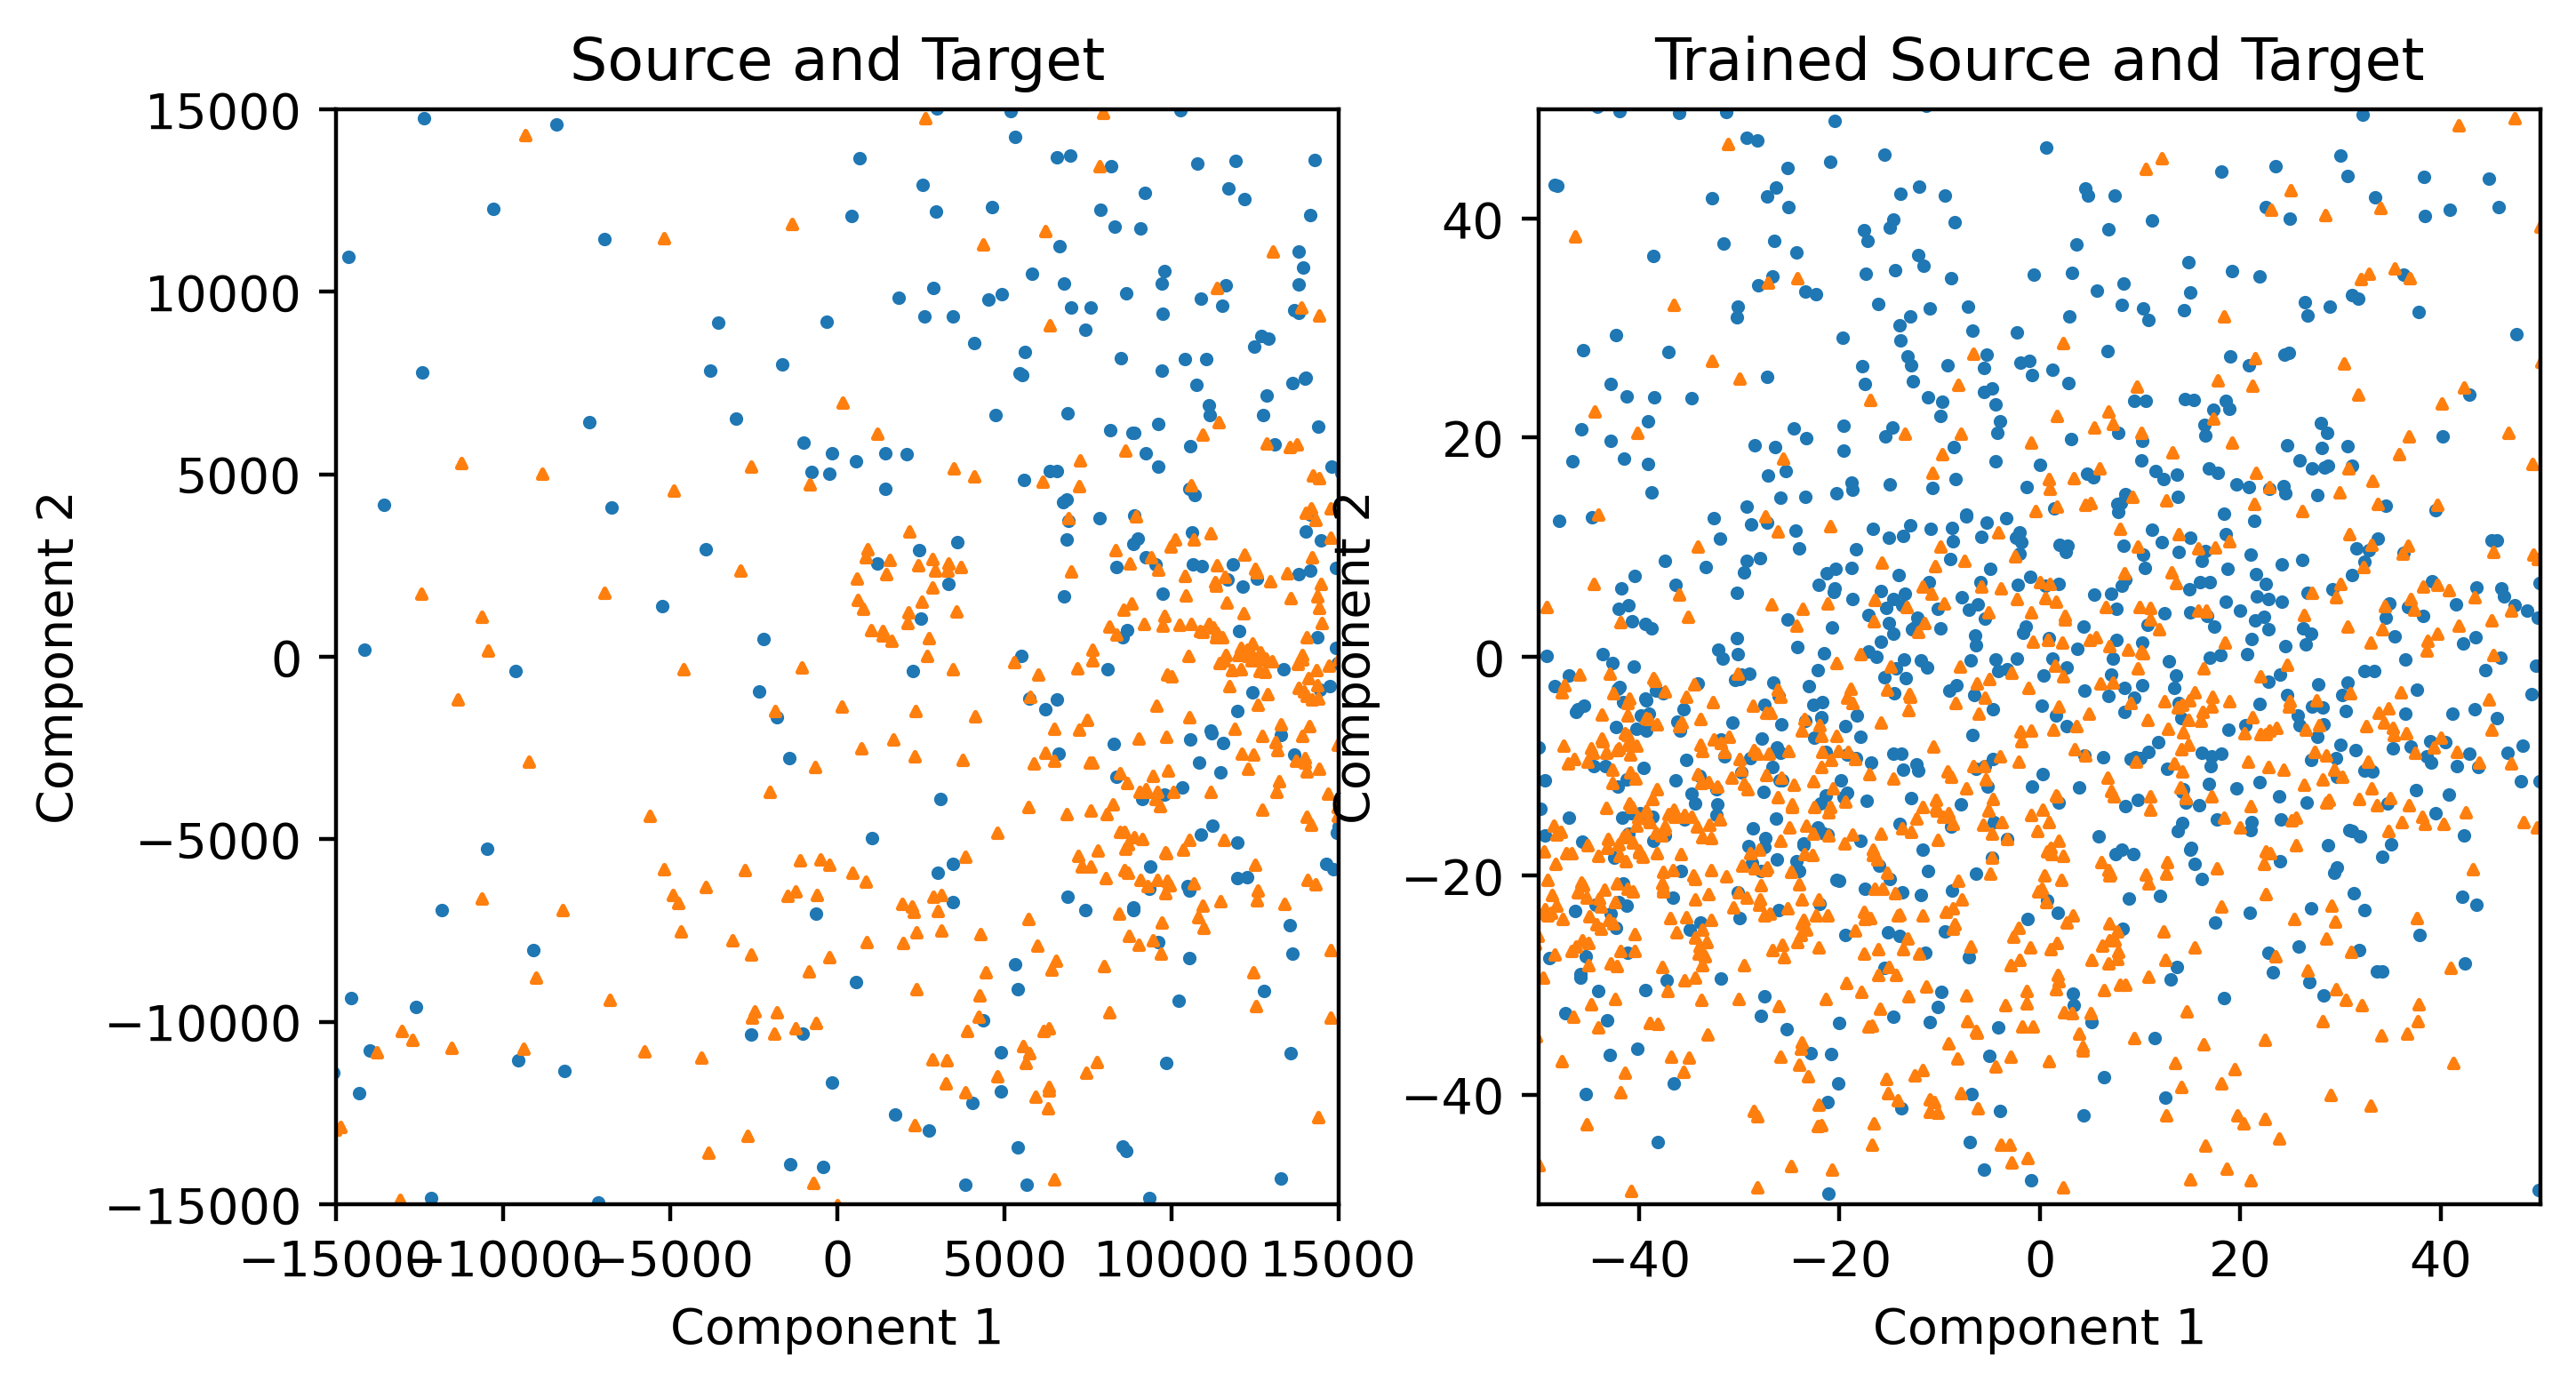 Source and Target
15000
10000
5000
0
−5000
−10000
−15000
Component 2
−15000 −10000 −5000 0 5000 10000 15000
Component 1
Trained Source and Target
40
20
0
−20
−40
Component 2
−40 −20 0 20 40
Component 1